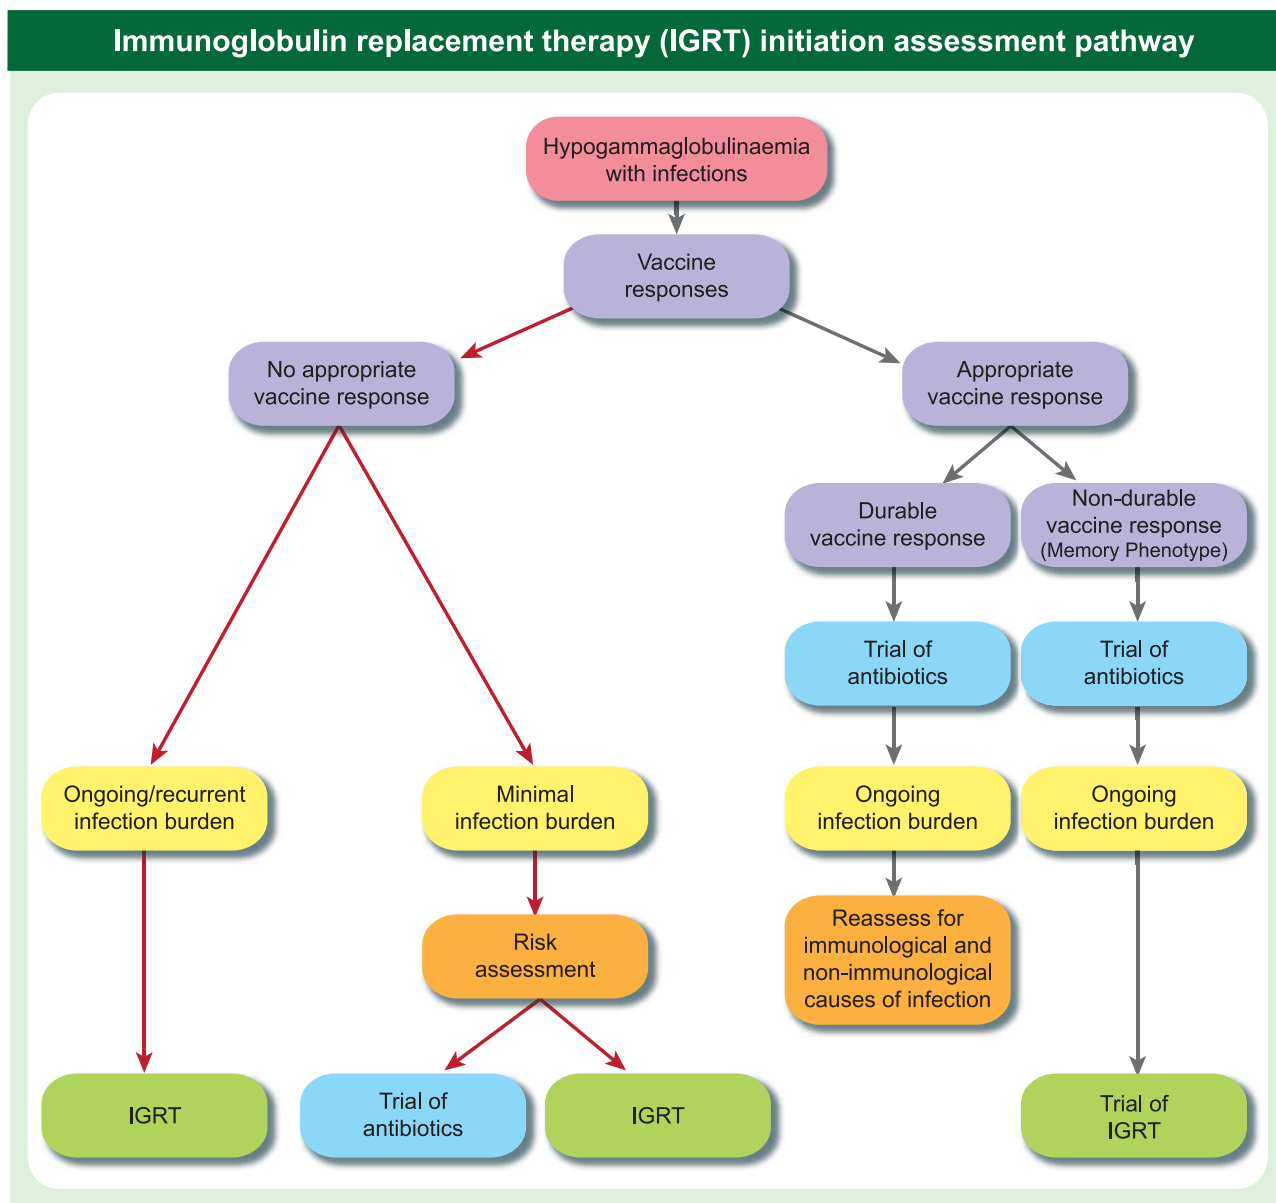 Immunoglobulin replacement therapy (IGRT) initiation assessment pathway
Hypogammaglobulinaemia
with infections
Vaccine
responses
No appropriate
vaccine response
Appropriate
vaccine response
Durable
vaccine response
Non-durable
vaccine response
(Memory Phenotype)
Trial of
antibiotics
Trial of
antibiotics
Ongoing/recurrent
infection burden
Minimal
infection burden
Ongoing
infection burden
Ongoing
infection burden
Risk
assessment
Reassess for
immunological and
non-immunological
causes of infection
IGRT
Trial of
antibiotics
IGRT
Trial of
IGRT